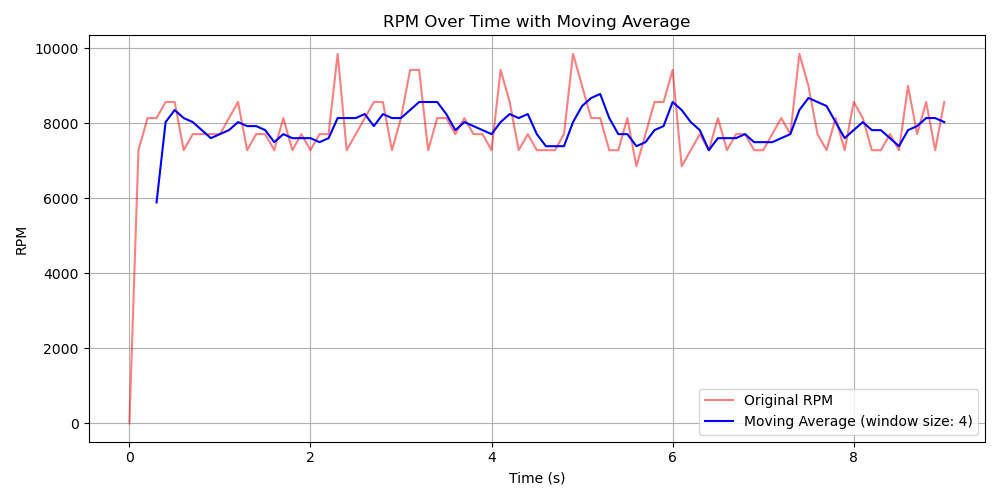 RPM Over Time with Moving Average
10000
8000
6000
4000
2000
0
RPM
0 2 4 6 8
Time (s)
Original RPM
Moving Average (window size: 4)